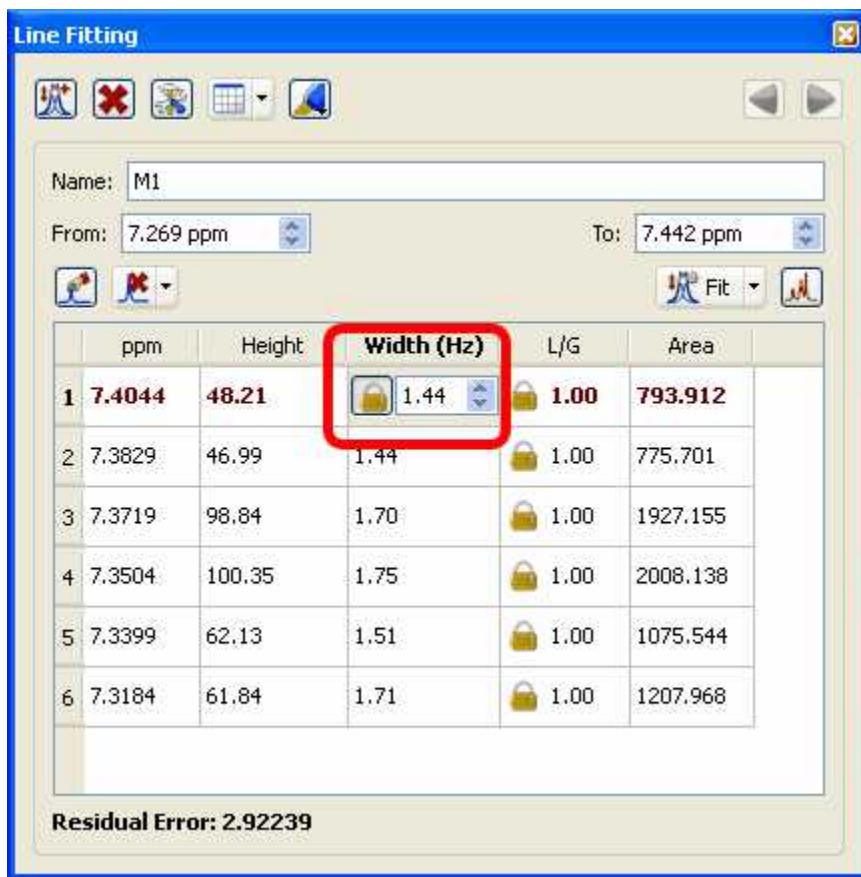 Line Fitting
Name: M1
From: 7.269 ppm To: 7.442 ppm
Fit
ppm Height Width (Hz) L/G Area
1 7.4044 48.21 1.44 1.00 793.912
2 7.3829 46.99 1.44 1.00 775.701
3 7.3719 98.84 1.70 1.00 1927.155
4 7.3504 100.35 1.75 1.00 2008.138
5 7.3399 62.13 1.51 1.00 1075.544
6 7.3184 61.84 1.71 1.00 1207.968
Residual Error: 2.92239